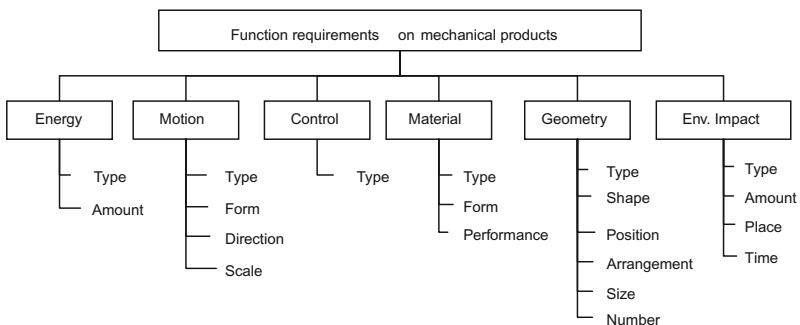 Function requirements on mechanical products
Energy
Type
Amount
Motion
Type
Form
Direction
Scale
Control
Type
Material
Type
Form
Performance
Geometry
Type
Shape
Position
Arrangement
Size
Number
Env. Impact
Type
Amount
Place
Time